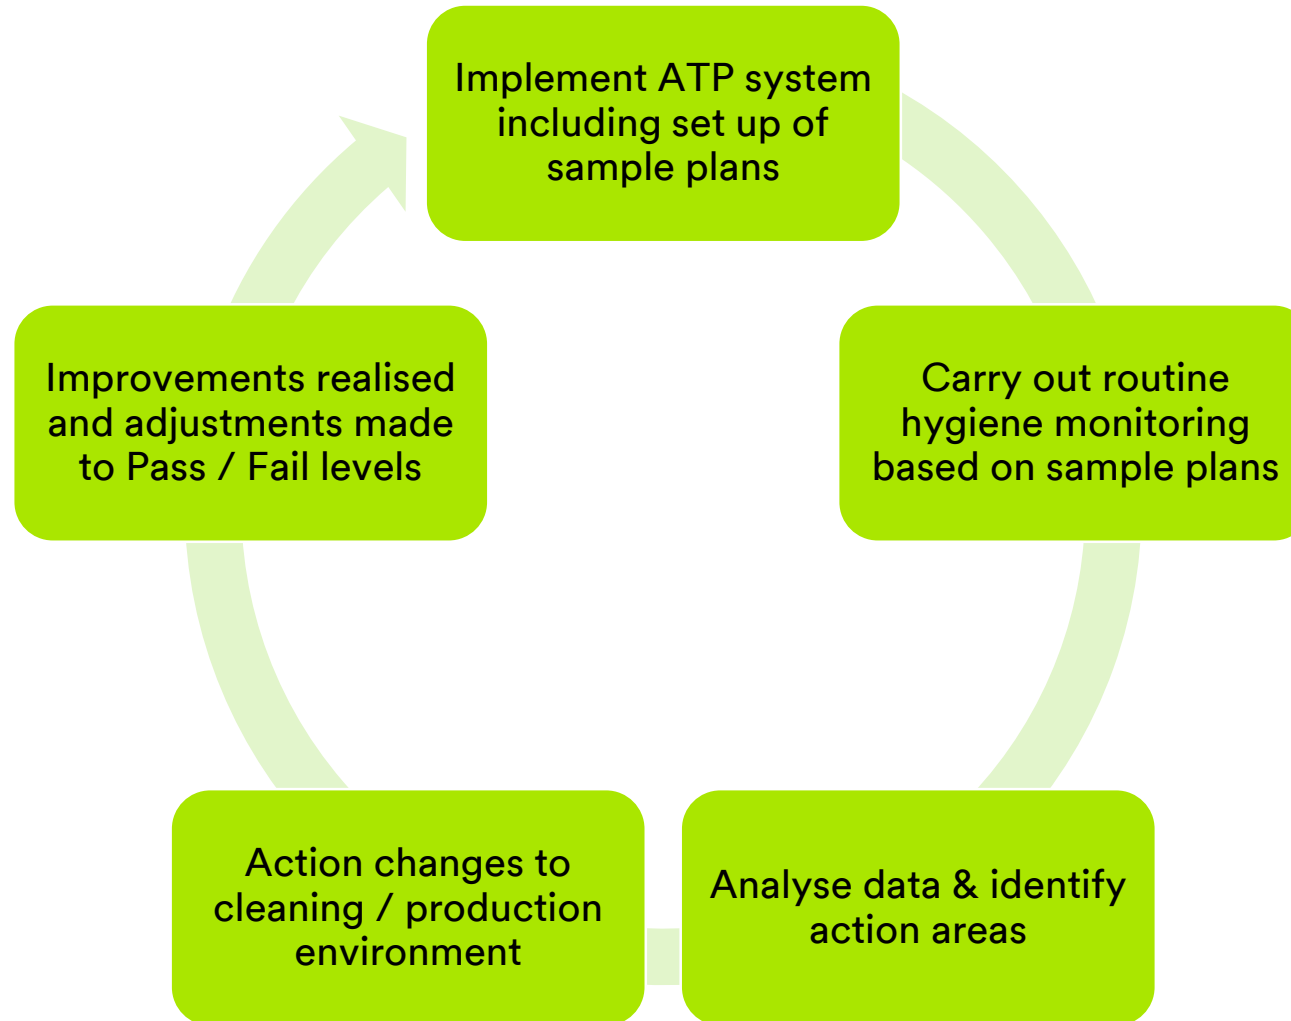 Implement ATP system
including set up of
sample plans
Carry out routine
hygiene monitoring
based on sample plans
Analyse data & identify
action areas
Action changes to
cleaning / production
environment
Improvements realised
and adjustments made
to Pass / Fail levels